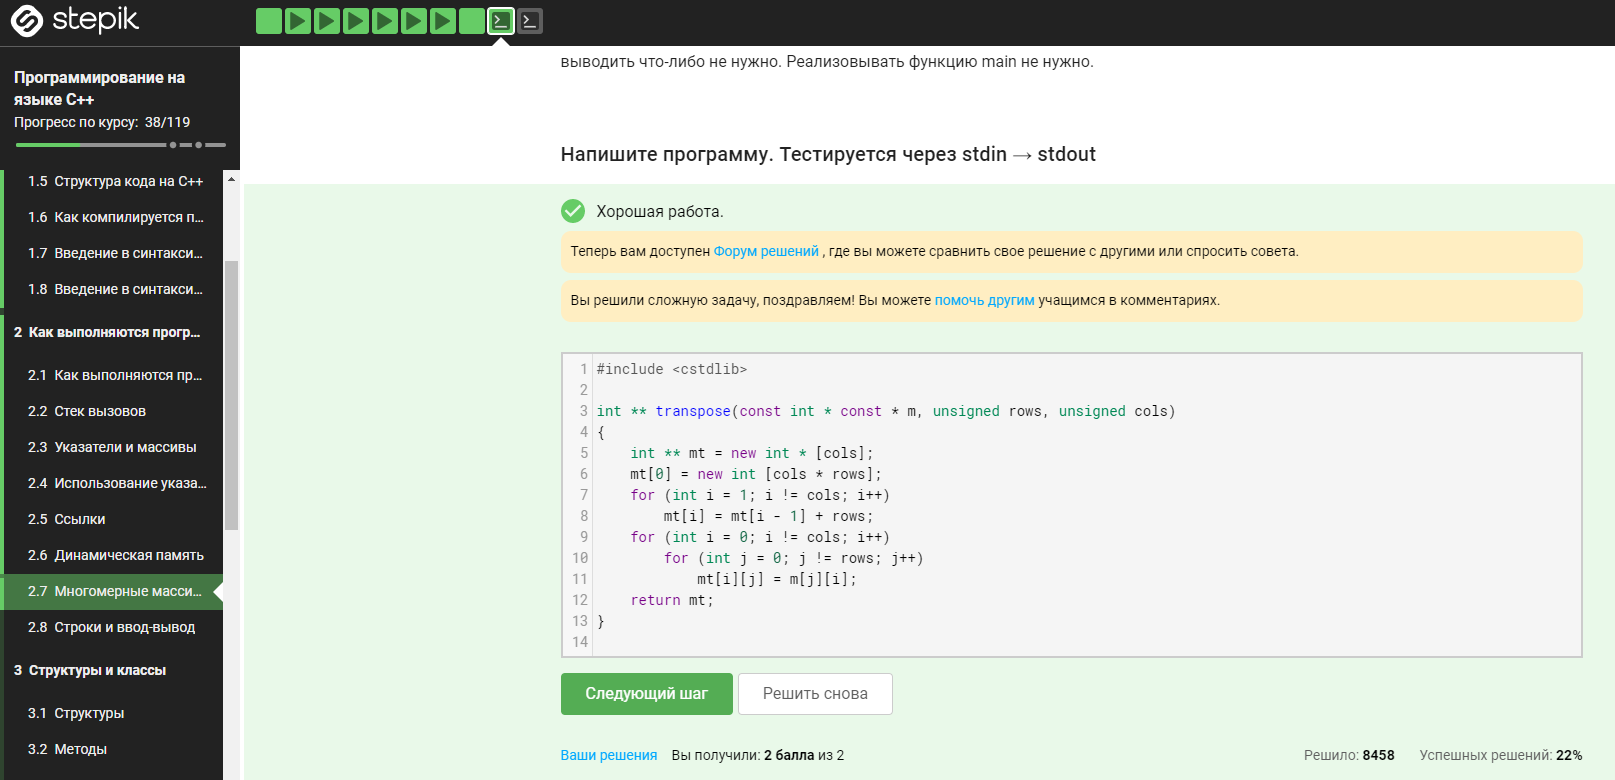 stepik
Программирование на
языке C++
Прогресс по курсу: 38/119
1.5 Структура кода на C++
1.6 Как компилируется п...
1.7 Введение в синтакси...
1.8 Введение в синтакси...
2 Как выполняются прогр...
2.1 Как выполняются пр...
2.2 Стек вызовов
2.3 Указатели и массивы
2.4 Использование указа...
2.5 Ссылки
2.6 Динамическая память
2.7 Многомерные масси...
2.8 Строки и ввод-вывод
3 Структуры и классы
3.1 Структуры
3.2 Методы
выводить что-либо не нужно. Реализовывать функцию main не нужно.
Напишите программу. Тестируется через stdin → stdout
Хорошая работа.
Теперь вам доступен Форум решений , где вы можете сравнить свое решение с другими или спросить совета.
Вы решили сложную задачу, поздравляем! Вы можете помочь другим учащимся в комментариях.
1 #include <cstdlib>
2
3 int ** transpose(const int * const * m, unsigned rows, unsigned cols)
4 {
5     int ** mt = new int * [cols];
6     mt[0] = new int [cols * rows];
7     for (int i = 1; i != cols; i++)
8         mt[i] = mt[i - 1] + rows;
9     for (int i = 0; i != cols; i++)
10         for (int j = 0; j != rows; j++)
11             mt[i][j] = m[j][i];
12     return mt;
13 }
14
Следующий шаг Решить снова
Ваши решения Вы получили: 2 балла из 2 Решило: 8458 Успешных решений: 22%